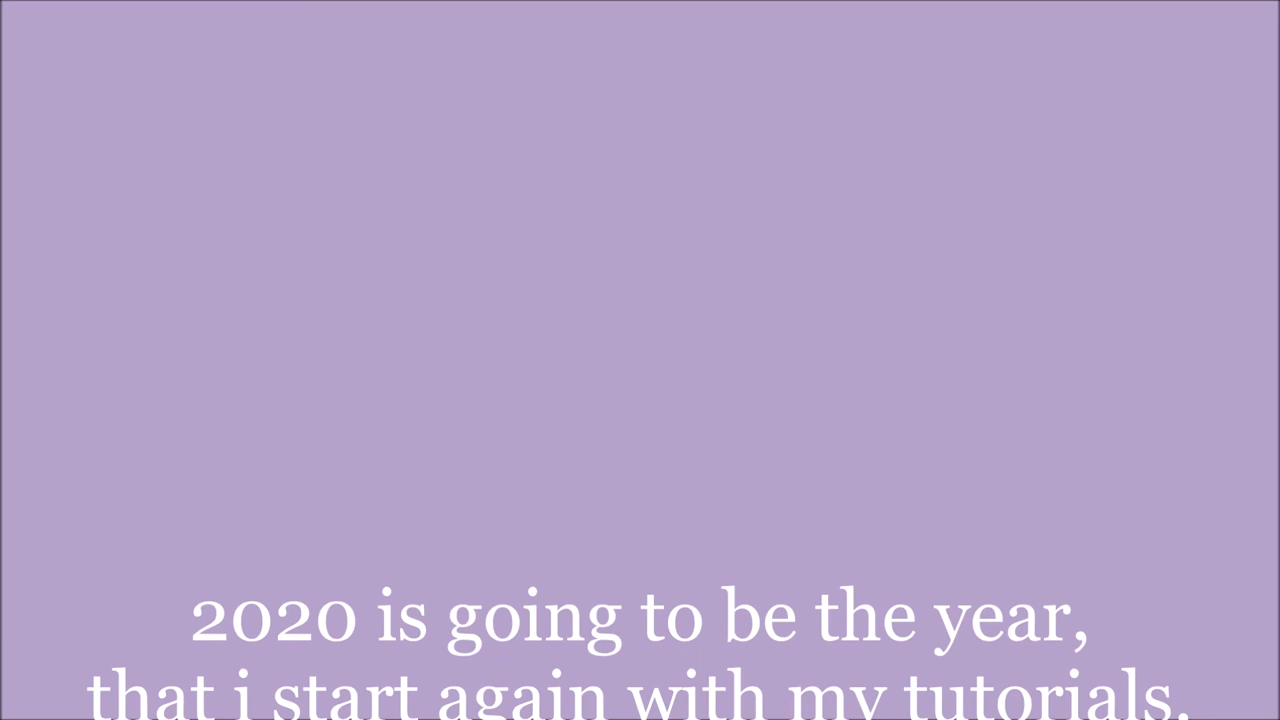 2020 is going to be the year,
that i start again with my tutorials.